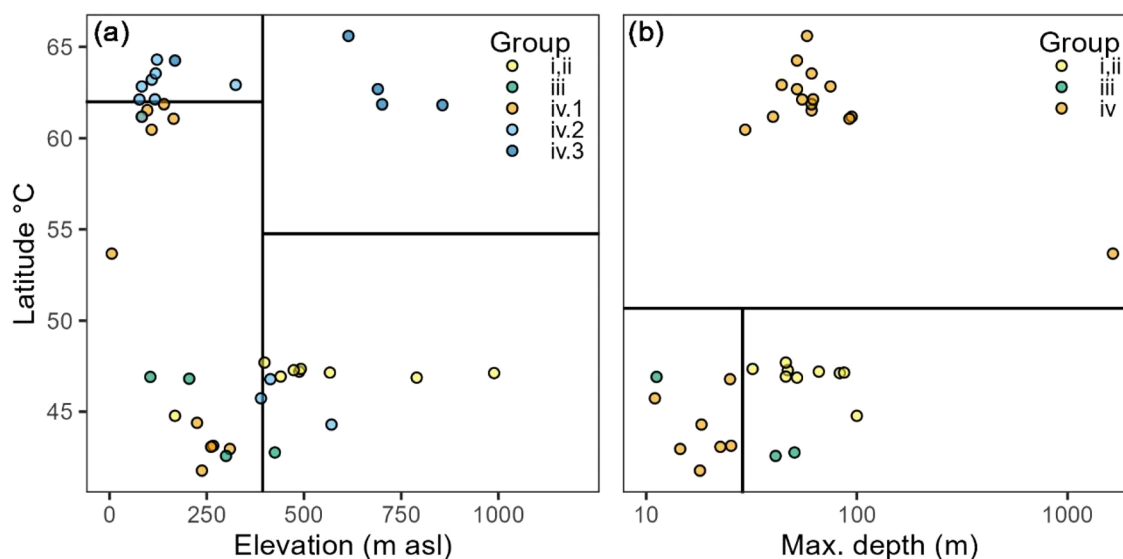 (a)
Group
i,ii
iii
iv.1
iv.2
iv.3
Latitude °C
65
60
55
50
45
0 250 500 750 1000
Elevation (m asl)
(b)
Group
i,ii
iii
iv
10 100 1000
Max. depth (m)